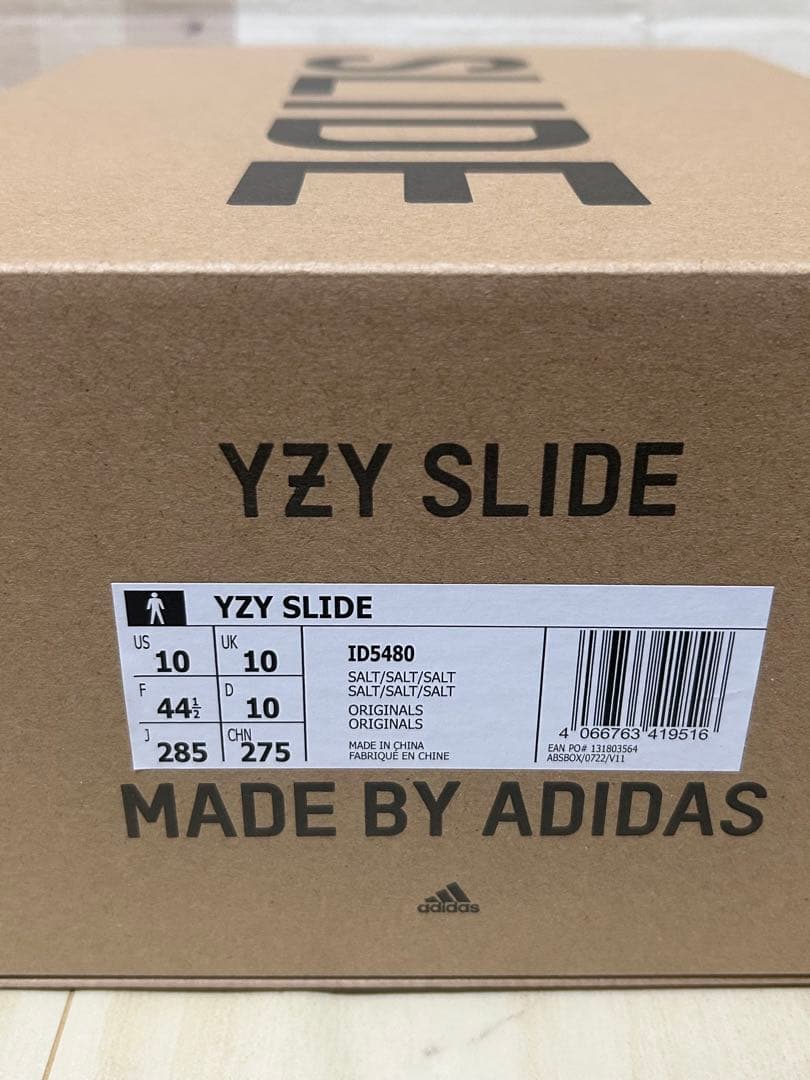 SLIDE
YZY SLIDE
YZY SLIDE
US 10 UK 10
F 44½ D 10
J 285 CHN 275
ID5480
SALT/SALT/SALT
SALT/SALT/SALT
ORIGINALS
ORIGINALS
MADE IN CHINA
FABRIQUÉ EN CHINE
4 066763 419516
EAN PO# 131803564
ABSBOX/0722/V11
MADE BY ADIDAS
adidas